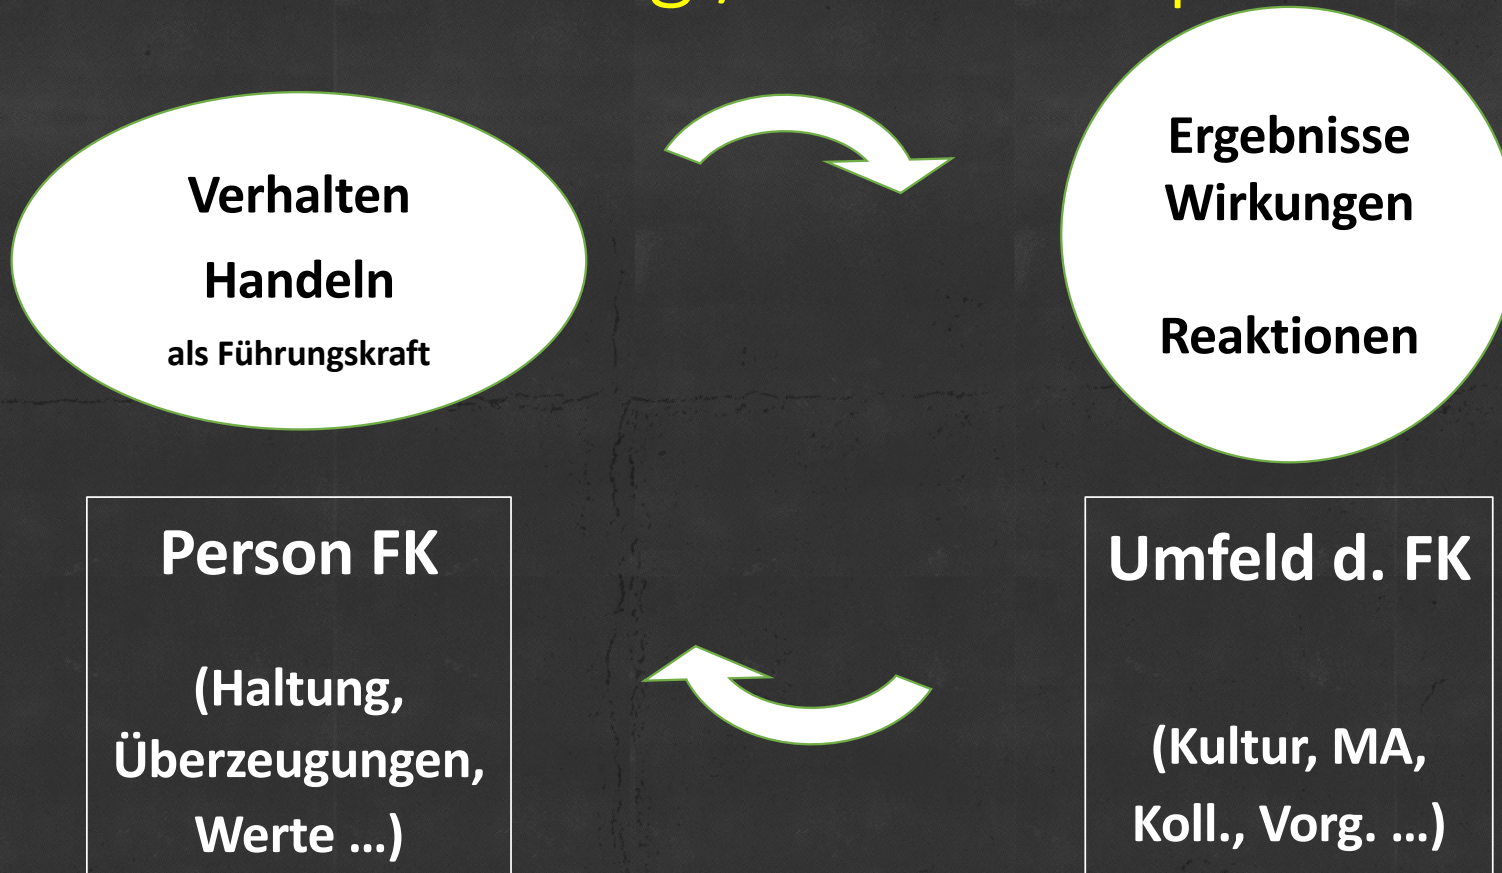 Verhalten
Handeln
als Führungskraft
Ergebnisse
Wirkungen
Reaktionen
Person FK
(Haltung,
Überzeugungen,
Werte ...)
Umfeld d. FK
(Kultur, MA,
Koll., Vorg. ...)